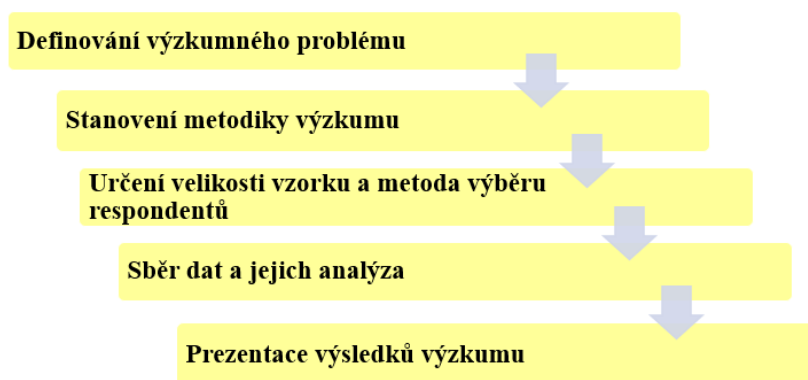 Definování výzkumného problému
Stanovení metodiky výzkumu
Určení velikosti vzorku a metoda výběru
respondentů
Sběr dat a jejich analýza
Prezentace výsledků výzkumu